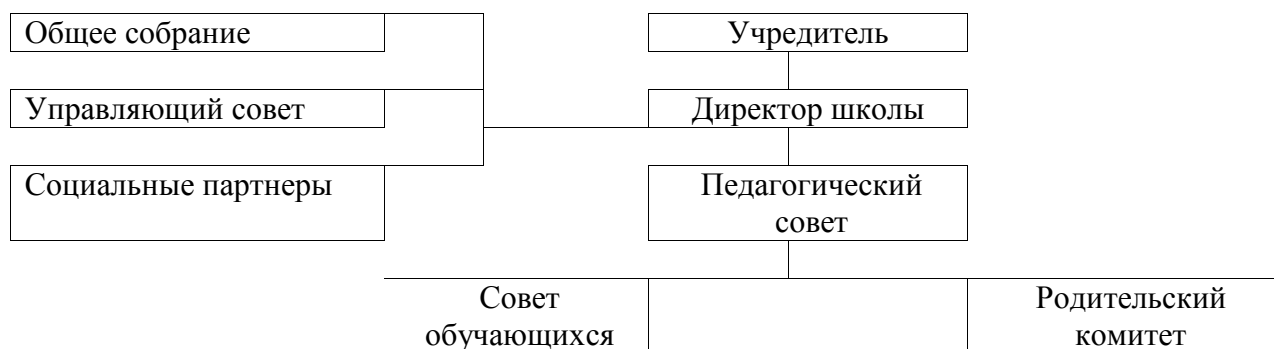 Общее собрание
Учредитель
Управляющий совет
Директор школы
Социальные партнеры
Педагогический
совет
Совет
обучающихся
Родительский
комитет